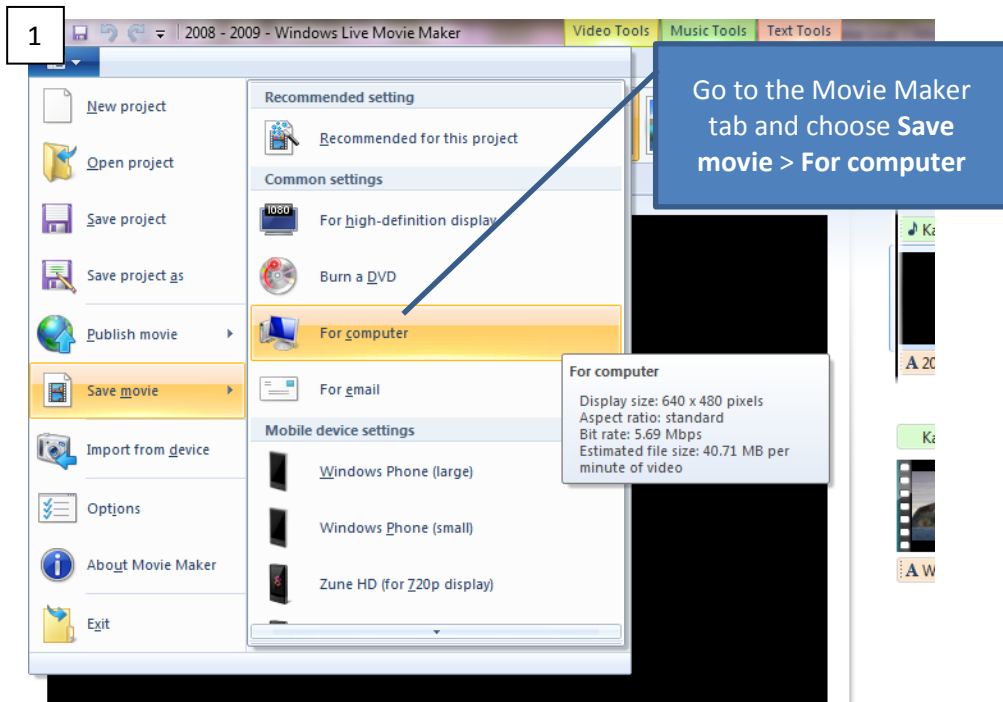 1
2008 - 2009 - Windows Live Movie Maker
Video Tools
Music Tools
Text Tools
Go to the Movie Maker
tab and choose Save
movie > For computer
New project
Open project
Save project
Save project as
Publish movie
Save movie
Import from device
Options
About Movie Maker
Exit
Recommended setting
Recommended for this project
Common settings
1080
For high-definition display
Burn a DVD
For computer
For email
Mobile device settings
Windows Phone (large)
Windows Phone (small)
Zune HD (for 720p display)
For computer
Display size: 640 x 480 pixels
Aspect ratio: standard
Bit rate: 5.69 Mbps
Estimated file size: 40.71 MB per
minute of video
Ka
A 20
Ka
A W